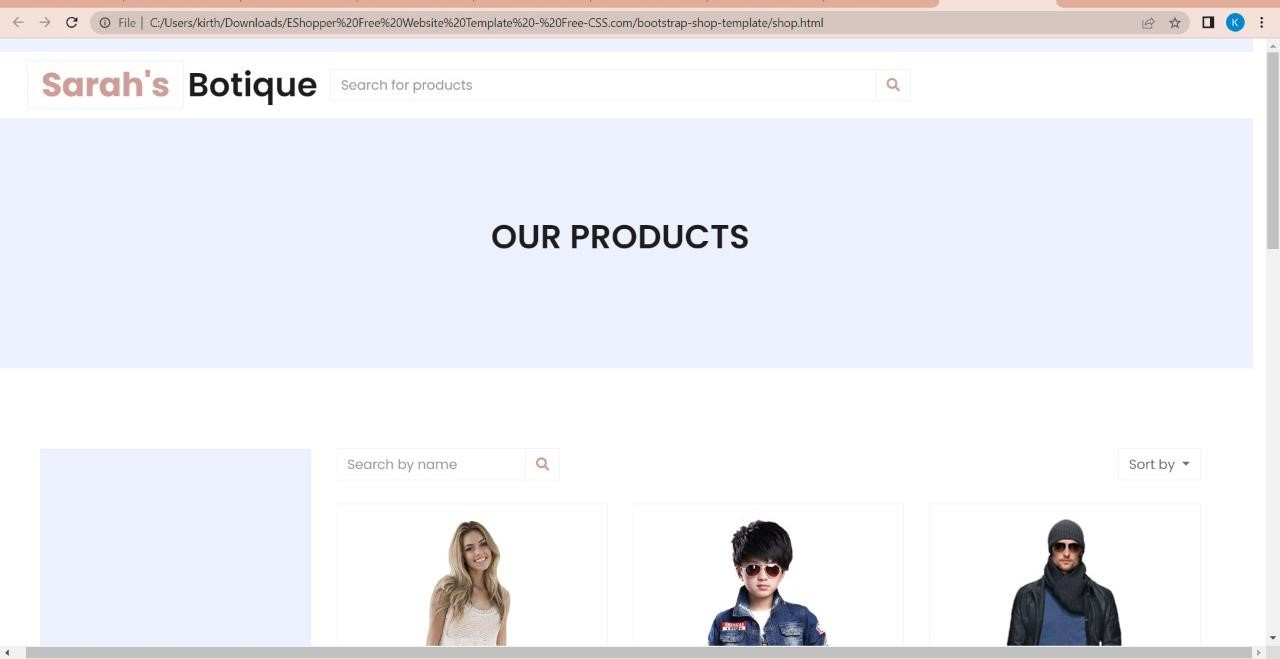 File | C:/Users/kirth/Downloads/EShopper%20Free%20Website%20Template%20-%20Free-CSS.com/bootstrap-shop-template/shop.html
K
Sarah's Botique
Search for products
OUR PRODUCTS
Search by name
Sort by